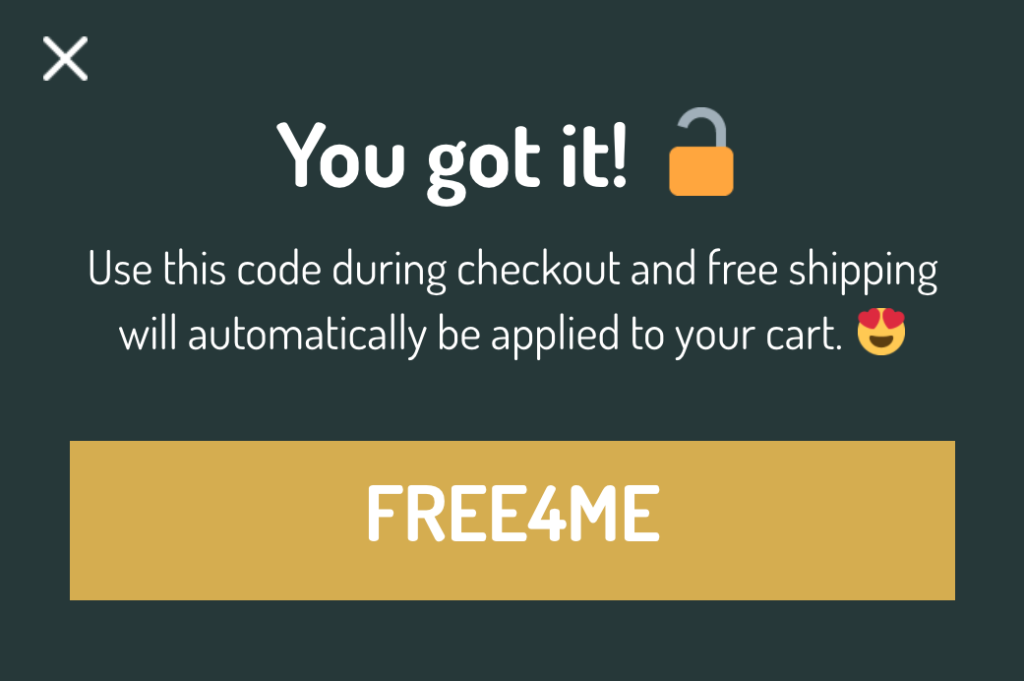 You got it! 🔓
Use this code during checkout and free shipping
will automatically be applied to your cart. 😍
FREE4ME